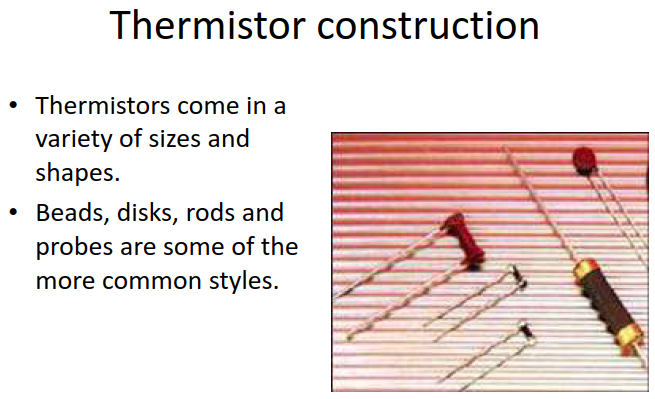 Thermistor construction
• Thermistors come in a
variety of sizes and
shapes.
• Beads, disks, rods and
probes are some of the
more common styles.